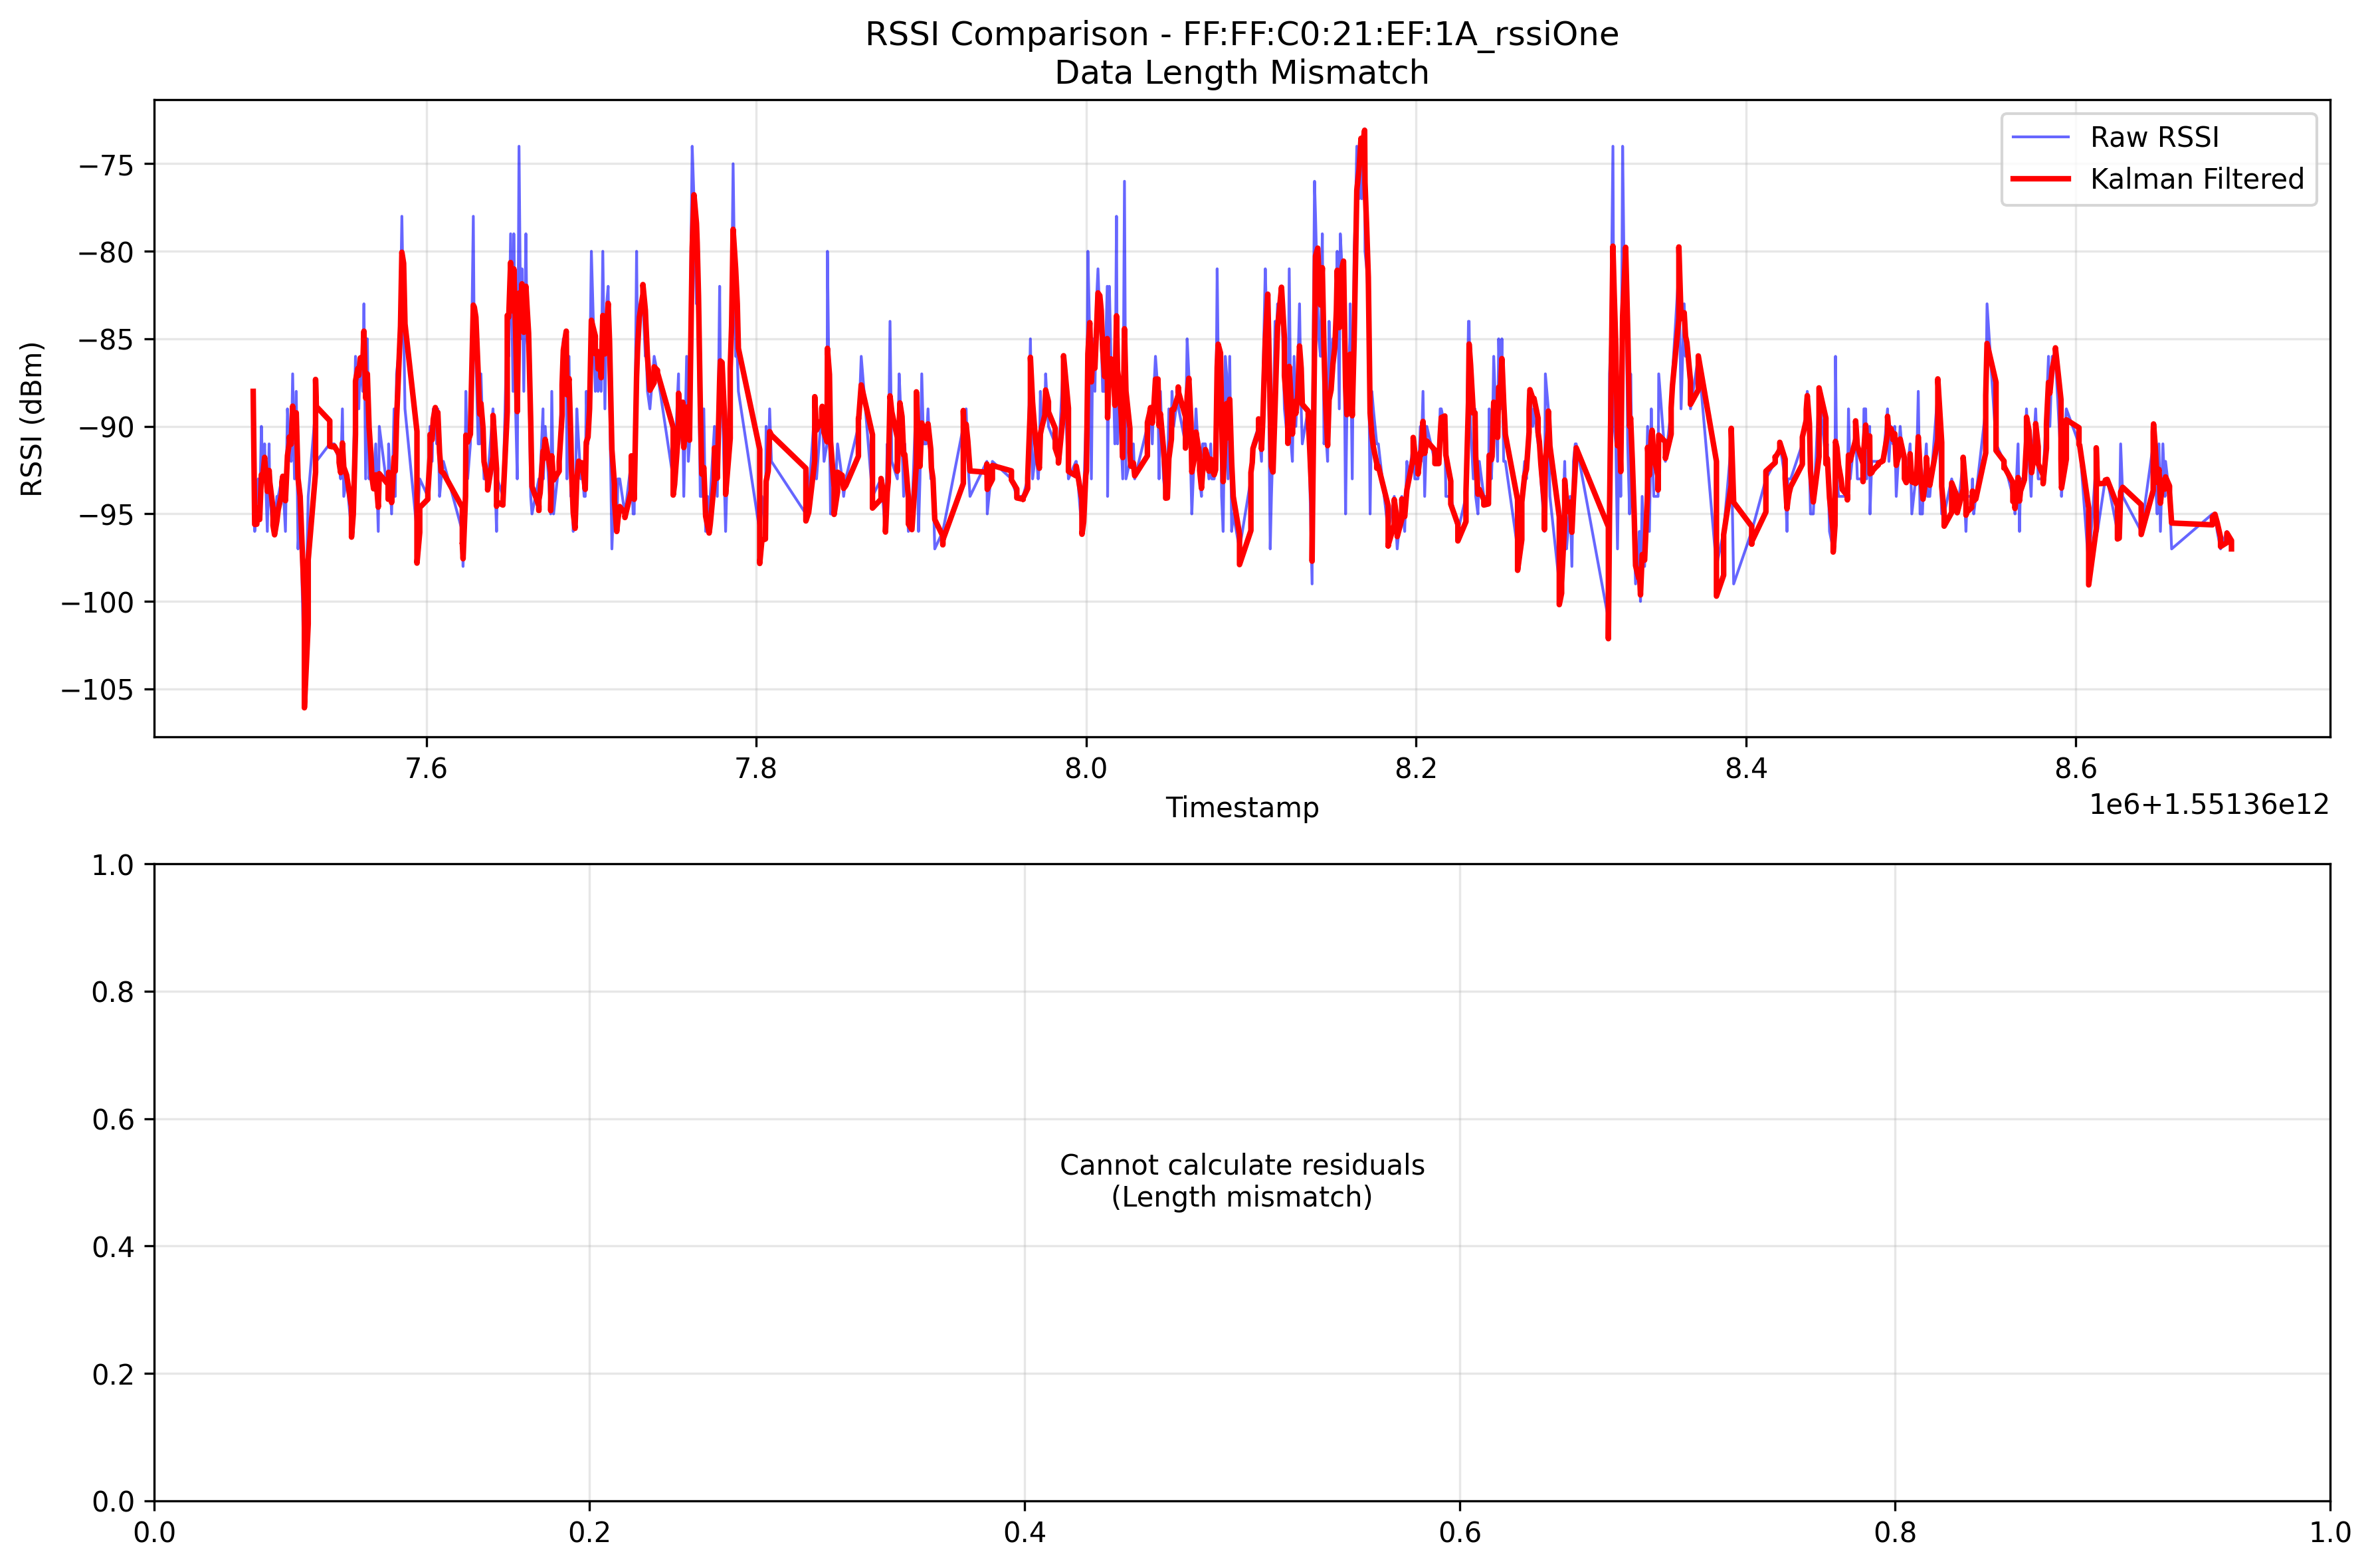 RSSI Comparison - FF:FF:C0:21:EF:1A_rssiOne
Data Length Mismatch
Raw RSSI
Kalman Filtered
RSSI (dBm)
−75
−80
−85
−90
−95
−100
−105
7.6 7.8 8.0 8.2 8.4 8.6
Timestamp
1e6+1.55136e12
1.0
0.8
0.6
0.4
0.2
0.0
Cannot calculate residuals
(Length mismatch)
0.0 0.2 0.4 0.6 0.8 1.0